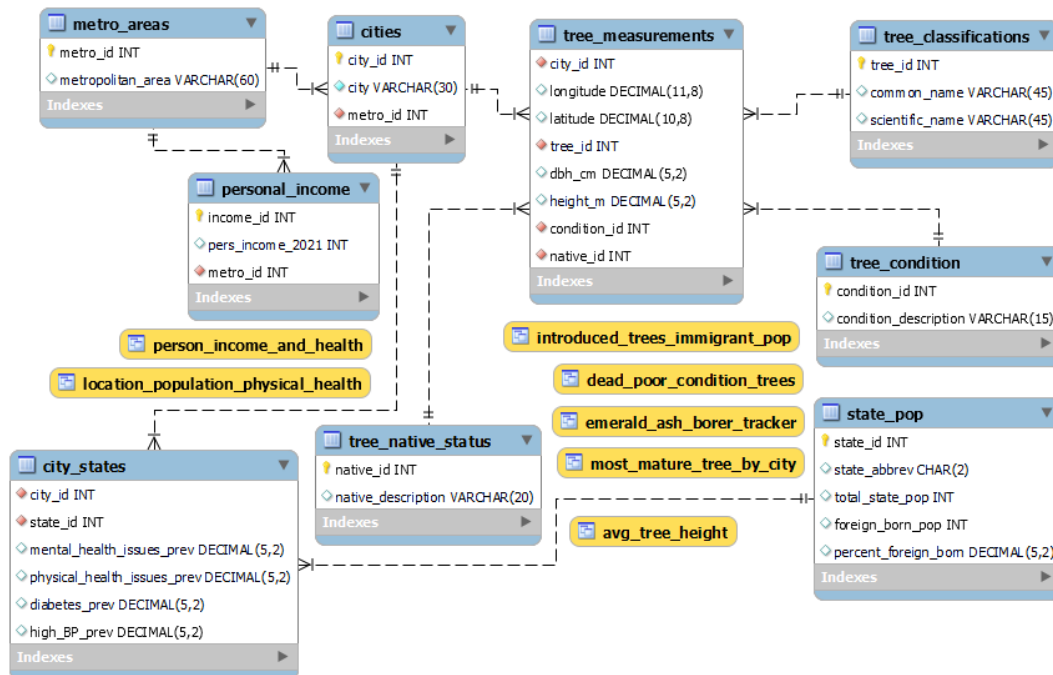 metro_areas
metro_id INT
metropolitan_area VARCHAR(60)
Indexes
cities
city_id INT
city VARCHAR(30)
metro_id INT
Indexes
tree_measurements
city_id INT
longitude DECIMAL(11,8)
latitude DECIMAL(10,8)
tree_id INT
dbh_cm DECIMAL(5,2)
height_m DECIMAL(5,2)
condition_id INT
native_id INT
Indexes
tree_classifications
tree_id INT
common_name VARCHAR(45)
scientific_name VARCHAR(45)
Indexes
personal_income
income_id INT
pers_income_2021 INT
metro_id INT
Indexes
tree_condition
condition_id INT
condition_description VARCHAR(15)
Indexes
person_income_and_health
location_population_physical_health
introduced_trees_immigrant_pop
dead_poor_condition_trees
emerald_ash_borer_tracker
most_mature_tree_by_city
avg_tree_height
city_states
city_id INT
state_id INT
mental_health_issues_prev DECIMAL(5,2)
physical_health_issues_prev DECIMAL(5,2)
diabetes_prev DECIMAL(5,2)
high_BP_prev DECIMAL(5,2)
Indexes
tree_native_status
native_id INT
native_description VARCHAR(20)
Indexes
state_pop
state_id INT
state_abbrev CHAR(2)
total_state_pop INT
foreign_born_pop INT
percent_foreign_born DECIMAL(5,2)
Indexes